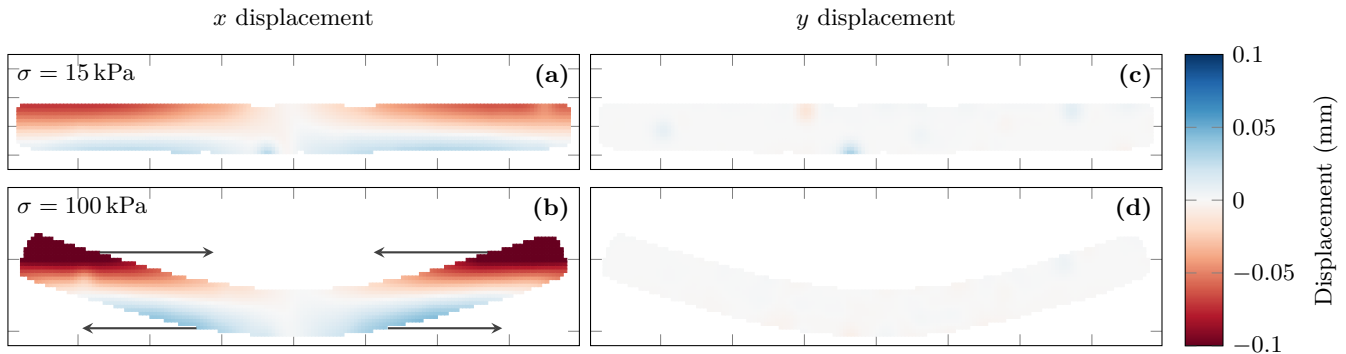 x displacement
y displacement
σ = 15 kPa
(a)
(c)
σ = 100 kPa
(b)
(d)
0.1
0.05
0
−0.05
−0.1
Displacement (mm)